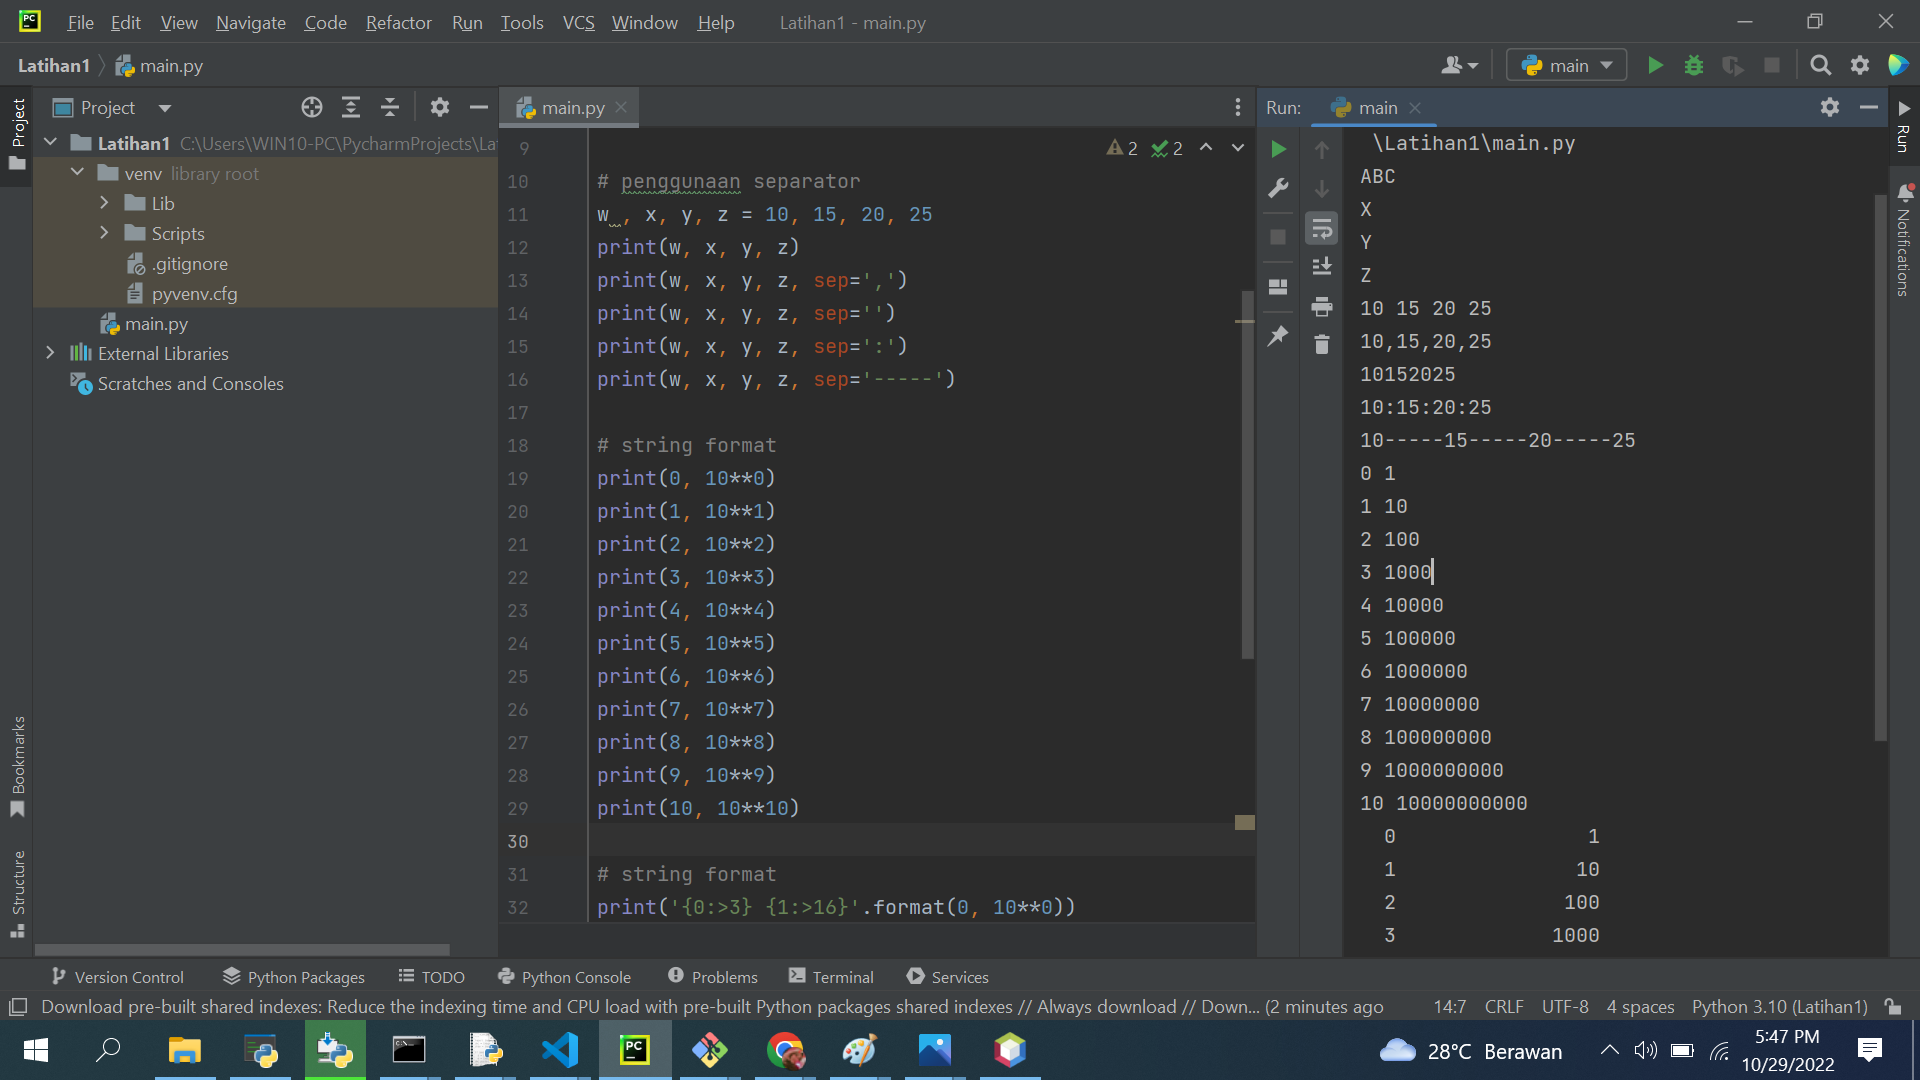 PC File Edit View Navigate Code Refactor Run Tools VCS Window Help Latihan1 - main.py
Latihan1 main.py main
Project
Project
Latihan1 C:\Users\WIN10-PC\PycharmProjects\La
venv library root
Lib
Scripts
.gitignore
pyvenv.cfg
main.py
External Libraries
Scratches and Consoles
Bookmarks
Structure
main.py
2 2
9
10 # penggunaan separator
11 w , x, y, z = 10, 15, 20, 25
12 print(w, x, y, z)
13 print(w, x, y, z, sep=',')
14 print(w, x, y, z, sep='')
15 print(w, x, y, z, sep=':')
16 print(w, x, y, z, sep='-----')
17
18 # string format
19 print(0, 10**0)
20 print(1, 10**1)
21 print(2, 10**2)
22 print(3, 10**3)
23 print(4, 10**4)
24 print(5, 10**5)
25 print(6, 10**6)
26 print(7, 10**7)
27 print(8, 10**8)
28 print(9, 10**9)
29 print(10, 10**10)
30
31 # string format
32 print('{0:>3} {1:>16}'.format(0, 10**0))
Run: main
\Latihan1\main.py
ABC
X
Y
Z
10 15 20 25
10,15,20,25
10152025
10:15:20:25
10-----15-----20-----25
0 1
1 10
2 100
3 1000
4 10000
5 100000
6 1000000
7 10000000
8 100000000
9 1000000000
10 10000000000
0 1
1 10
2 100
3 1000
Run
Notifications
Version Control Python Packages TODO Python Console Problems Terminal Services
Download pre-built shared indexes: Reduce the indexing time and CPU load with pre-built Python packages shared indexes // Always download // Down... (2 minutes ago 14:7 CRLF UTF-8 4 spaces Python 3.10 (Latihan1)
PC 28°C Berawan 5:47 PM
10/29/2022